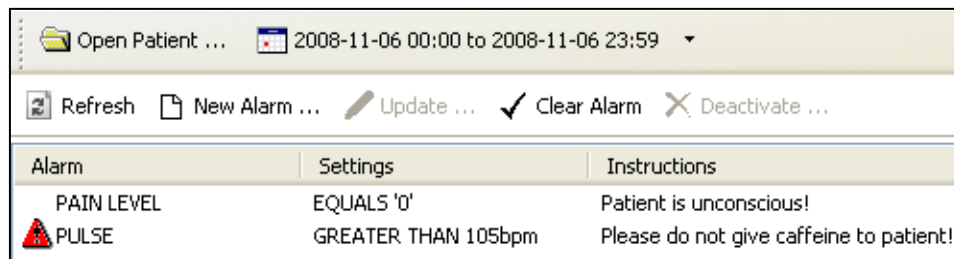 Open Patient ... 2008-11-06 00:00 to 2008-11-06 23:59
Refresh New Alarm ... Update ... Clear Alarm Deactivate ...
Alarm Settings Instructions
PAIN LEVEL EQUALS '0' Patient is unconscious!
PULSE GREATER THAN 105bpm Please do not give caffeine to patient!